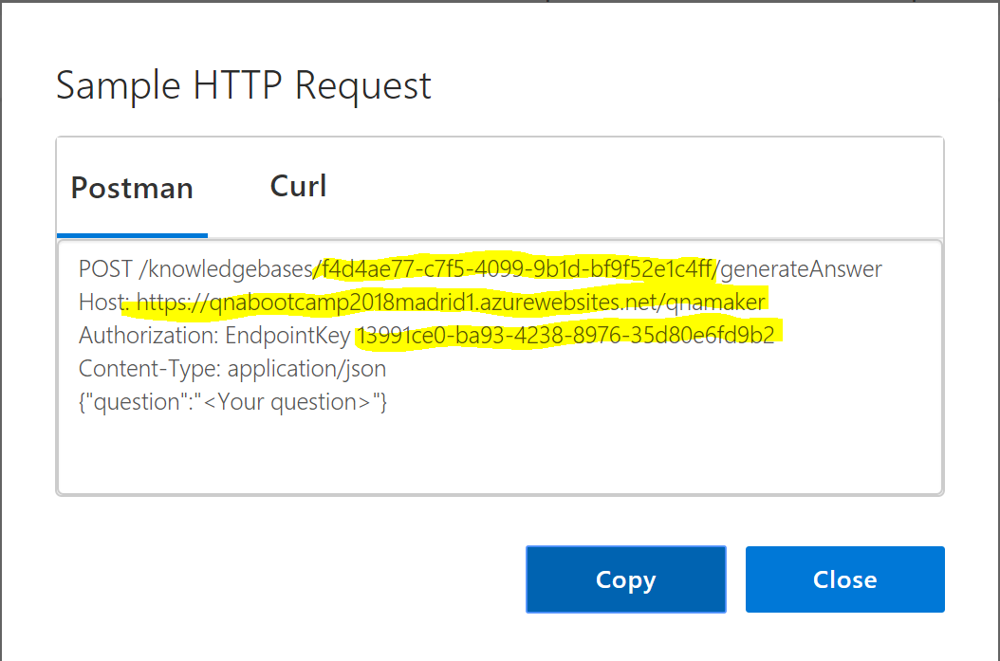 Sample HTTP Request
Postman
Curl
POST /knowledgebases/f4d4ae77-c7f5-4099-9b1d-bf9f52e1c4ff/generateAnswer
Host: https://qnabootcamp2018madrid1.azurewebsites.net/qnamaker
Authorization: EndpointKey 13991ce0-ba93-4238-8976-35d80e6fd9b2
Content-Type: application/json
{"question":"<Your question>"}
Copy
Close